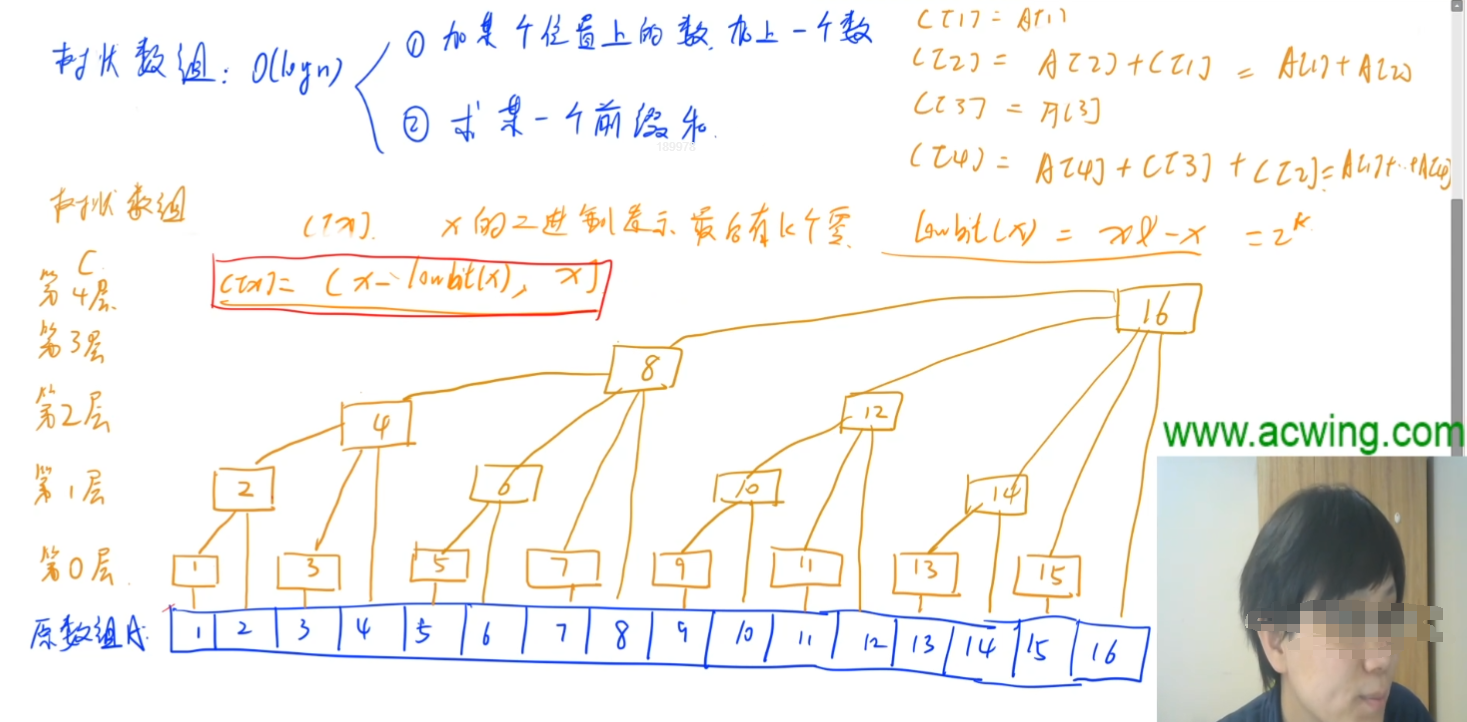 树状数组: O(logn)
① 加某个位置上的数,加上一个数
② 求某一个前缀和.
189978
C[1] = A[1]
C[2] = A[2] + C[1] = A[1] + A[2]
C[3] = A[3]
C[4] = A[4] + C[3] + C[2] = A[1]+..+A[4]
树状数组
C
C[x]. x的二进制表示最后有k个零. lowbit(x) = x&-x = 2^k.
C[x] = (x-lowbit(x), x]
第4层.
第3层
第2层
第1层
第0层.
16
8
4 12
2 6 10 14
1 3 5 7 9 11 13 15
原数组A:
1 2 3 4 5 6 7 8 9 10 11 12 13 14 15 16
www.acwing.com